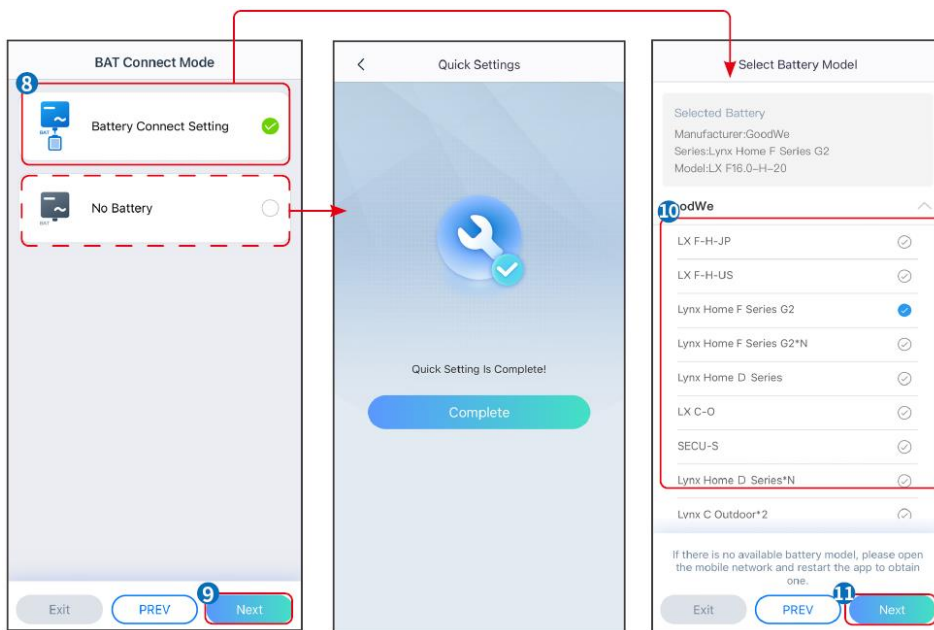 BAT Connect Mode
8
BAT
Battery Connect Setting
BAT
No Battery
Exit
PREV
9
Next
Quick Settings
Quick Setting Is Complete!
Complete
Select Battery Model
Selected Battery
Manufacturer:GoodWe
Series:Lynx Home F Series G2
Model:LX F16.0-H-20
10
odWe
LX F-H-JP
LX F-H-US
Lynx Home F Series G2
Lynx Home F Series G2*N
Lynx Home D Series
LX C-O
SECU-S
Lynx Home D Series*N
Lynx C Outdoor*2
If there is no available battery model, please open
the mobile network and restart the app to obtain
one.
Exit
PREV
11
Next